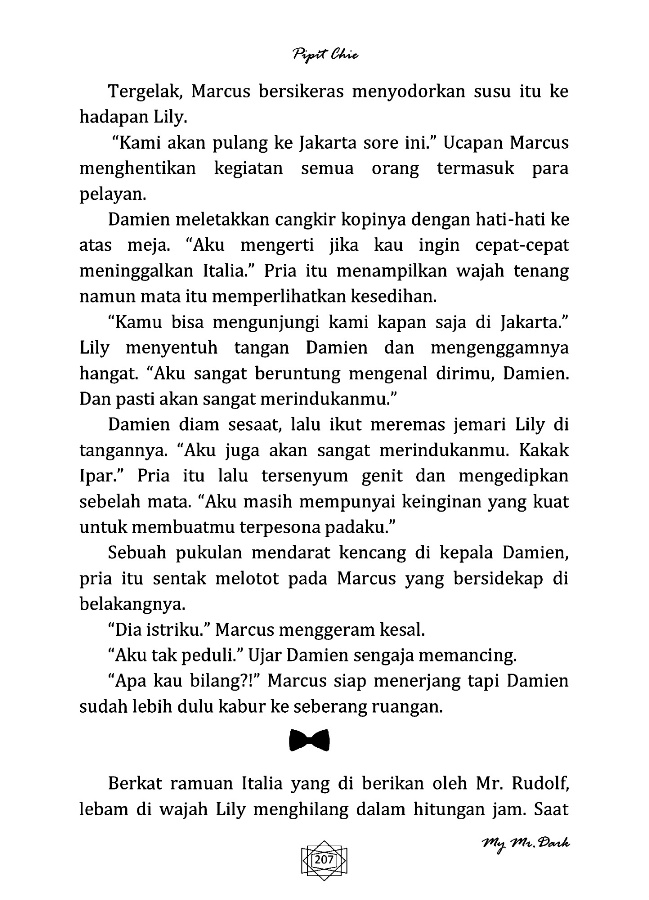 Pipit Chie
Tergelak, Marcus bersikeras menyodorkan susu itu ke
hadapan Lily.
“Kami akan pulang ke Jakarta sore ini.” Ucapan Marcus
menghentikan kegiatan semua orang termasuk para
pelayan.
Damien meletakkan cangkir kopinya dengan hati-hati ke
atas meja. “Aku mengerti jika kau ingin cepat-cepat
meninggalkan Italia.” Pria itu menampilkan wajah tenang
namun mata itu memperlihatkan kesedihan.
“Kamu bisa mengunjungi kami kapan saja di Jakarta.”
Lily menyentuh tangan Damien dan mengenggamnya
hangat. “Aku sangat beruntung mengenal dirimu, Damien.
Dan pasti akan sangat merindukanmu.”
Damien diam sesaat, lalu ikut meremas jemari Lily di
tangannya. “Aku juga akan sangat merindukanmu. Kakak
Ipar.” Pria itu lalu tersenyum genit dan mengedipkan
sebelah mata. “Aku masih mempunyai keinginan yang kuat
untuk membuatmu terpesona padaku.”
Sebuah pukulan mendarat kencang di kepala Damien,
pria itu sentak melotot pada Marcus yang bersidekap di
belakangnya.
“Dia istriku.” Marcus menggeram kesal.
“Aku tak peduli.” Ujar Damien sengaja memancing.
“Apa kau bilang?!” Marcus siap menerjang tapi Damien
sudah lebih dulu kabur ke seberang ruangan.
Berkat ramuan Italia yang di berikan oleh Mr. Rudolf,
lebam di wajah Lily menghilang dalam hitungan jam. Saat
My Mr. Dark
207